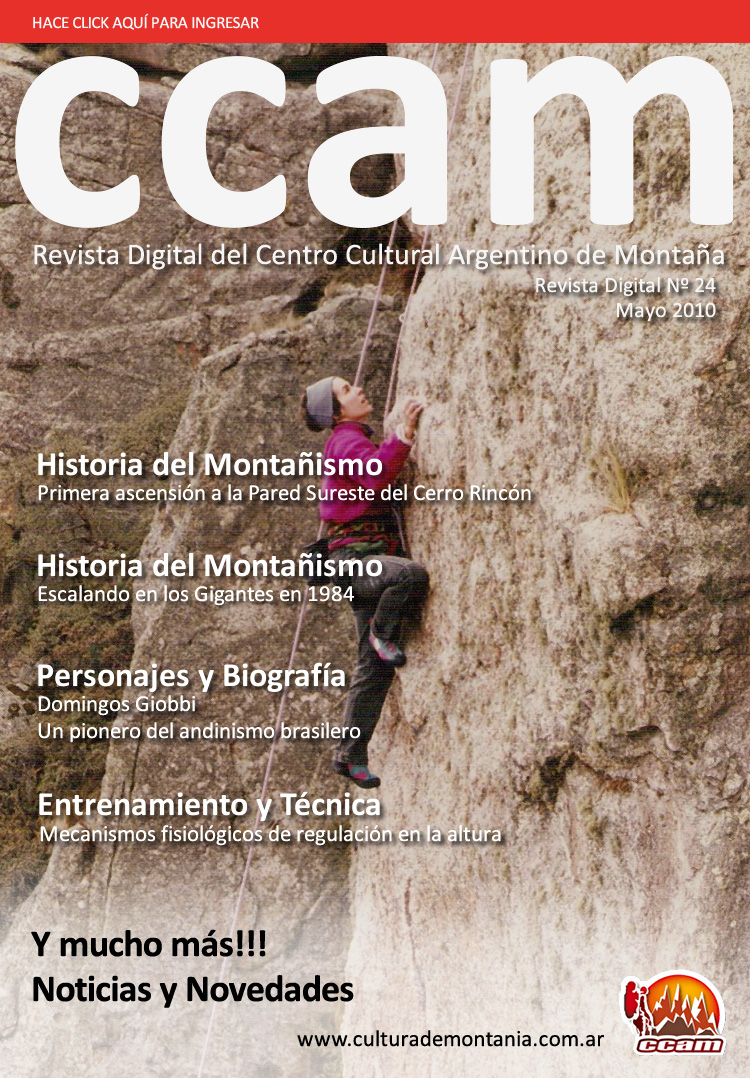 HACE CLICK AQUÍ PARA INGRESAR
ccam
Revista Digital del Centro Cultural Argentino de Montaña
Revista Digital Nº 24
Mayo 2010
Historia del Montañismo
Primera ascensión a la Pared Sureste del Cerro Rincón
Historia del Montañismo
Escalando en los Gigantes en 1984
Personajes y Biografía
Domingos Giobbi
Un pionero del andinismo brasilero
Entrenamiento y Técnica
Mecanismos fisiológicos de regulación en la altura
Y mucho más!!!
Noticias y Novedades
www.culturademontania.com.ar
ccam